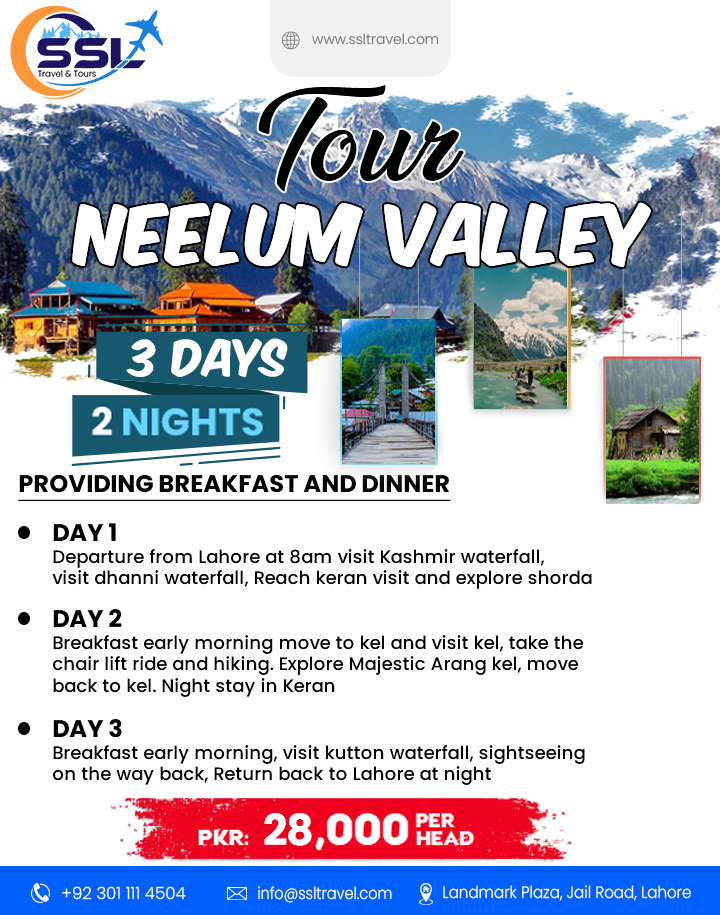 SSL
Travel & Tours
www.ssltravel.com
Tour
NEELUM VALLEY
3 DAYS
2 NIGHTS
PROVIDING BREAKFAST AND DINNER
DAY 1
Departure from Lahore at 8am visit Kashmir waterfall,
visit dhanni waterfall, Reach keran visit and explore shorda
DAY 2
Breakfast early morning move to kel and visit kel, take the
chair lift ride and hiking. Explore Majestic Arang kel, move
back to kel. Night stay in Keran
DAY 3
Breakfast early morning, visit kutton waterfall, sightseeing
on the way back, Return back to Lahore at night
PKR: 28,000 PER HEAD
+92 301 111 4504
info@ssltravel.com
Landmark Plaza, Jail Road, Lahore